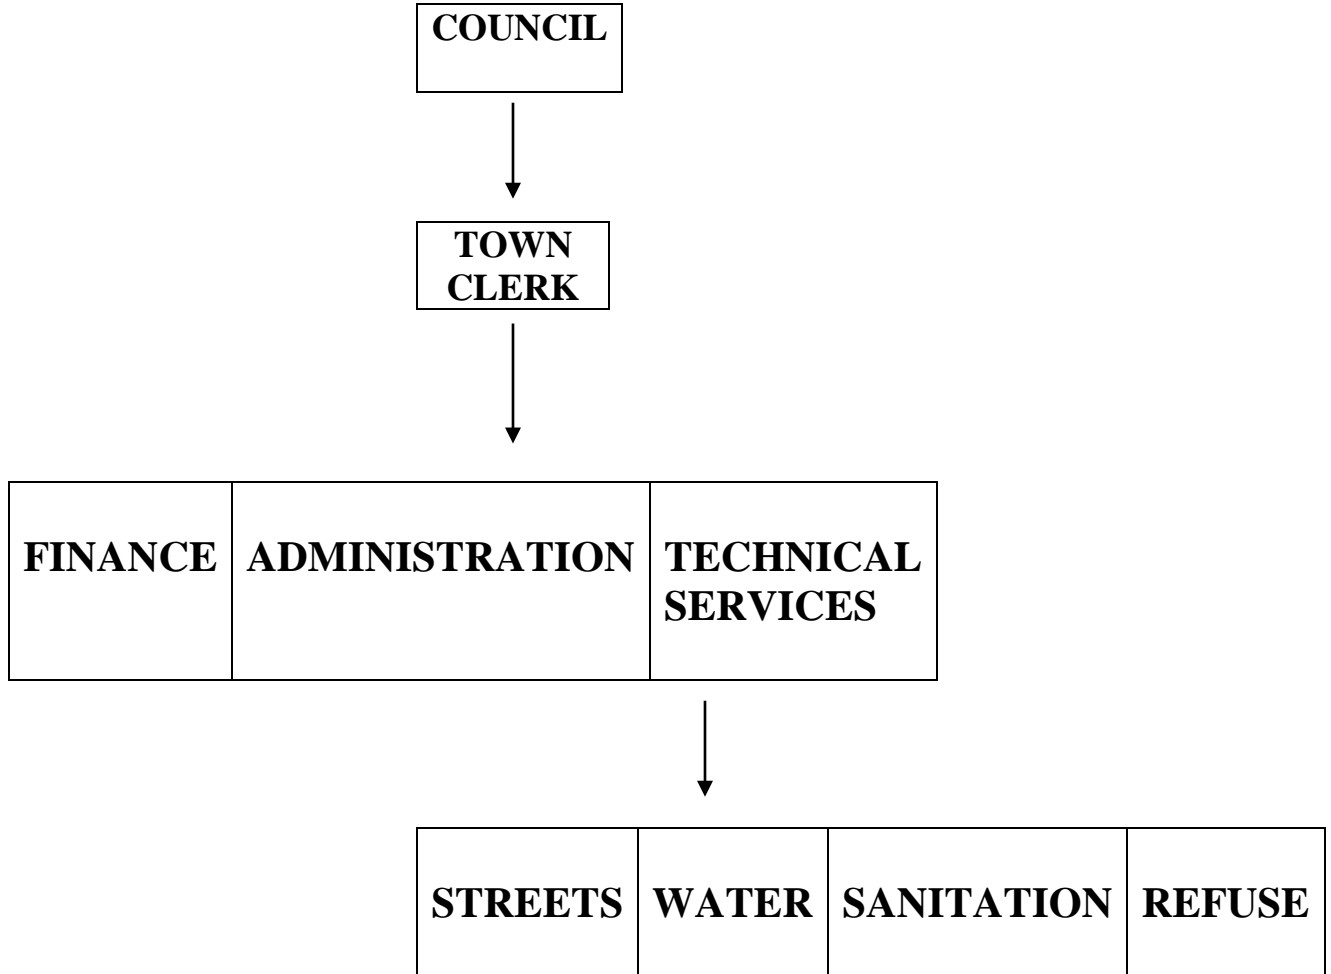 COUNCIL
TOWN
CLERK
FINANCE ADMINISTRATION TECHNICAL
SERVICES
STREETS WATER SANITATION REFUSE